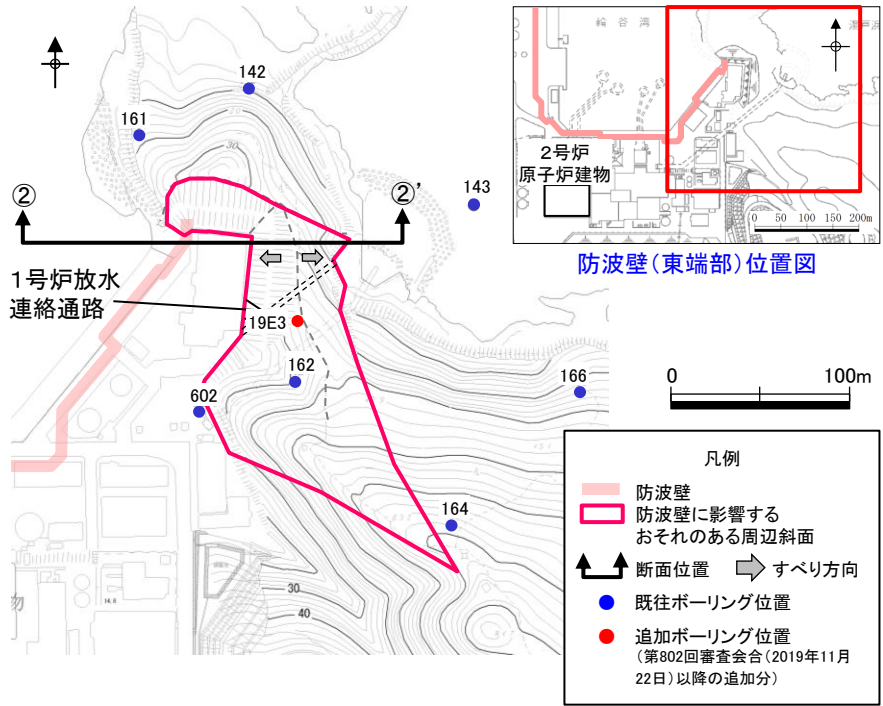 142
161
30
143
②
②'
1号炉放水
連絡通路
19E3
162
602
166
164
30
40
輪谷湾
2号炉
原子炉建物
0 50 100 150 200m
防波壁(東端部)位置図
0 100m
凡例
防波壁
防波壁に影響する
おそれのある周辺斜面
断面位置 すべり方向
既往ボーリング位置
追加ボーリング位置
(第802回審査会合(2019年11月
22日)以降の追加分)